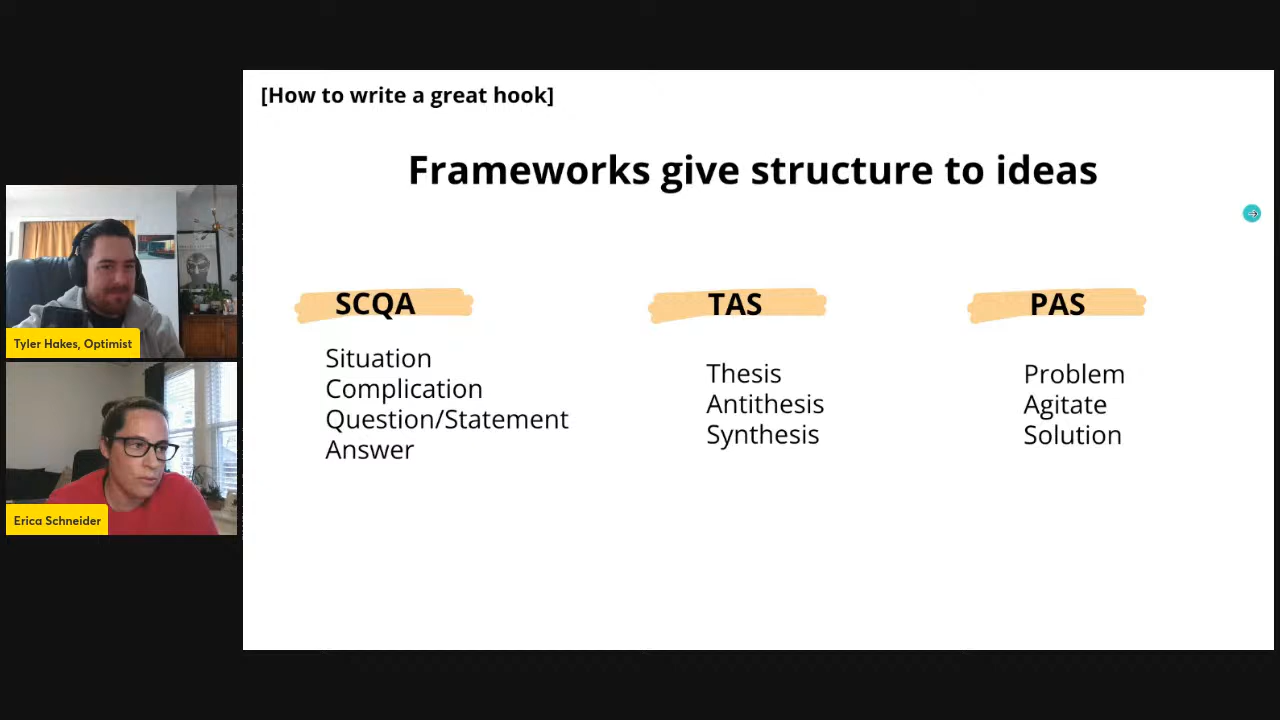 [How to write a great hook]
Frameworks give structure to ideas
SCQA
Situation
Complication
Question/Statement
Answer
TAS
Thesis
Antithesis
Synthesis
PAS
Problem
Agitate
Solution
Tyler Hakes, Optimist
Erica Schneider